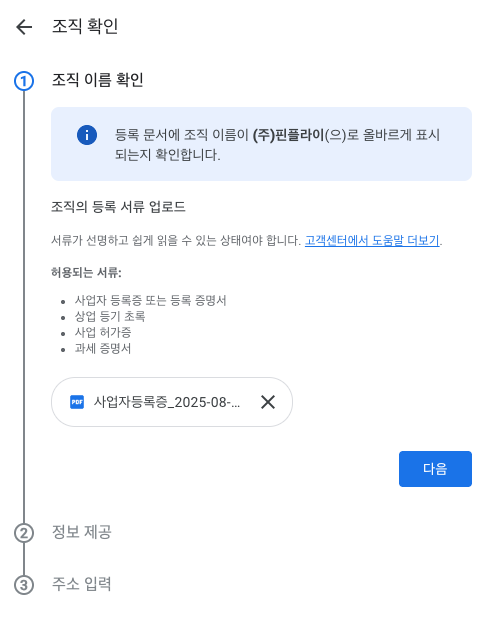 조직 확인
1 조직 이름 확인
등록 문서에 조직 이름이 (주)핀플라이(으)로 올바르게 표시
되는지 확인합니다.
조직의 등록 서류 업로드
서류가 선명하고 쉽게 읽을 수 있는 상태여야 합니다. 고객센터에서 도움말 더보기.
허용되는 서류:
• 사업자 등록증 또는 등록 증명서
• 상업 등기 초록
• 사업 허가증
• 과세 증명서
PDF 사업자등록증_2025-08-...
다음
2 정보 제공
3 주소 입력